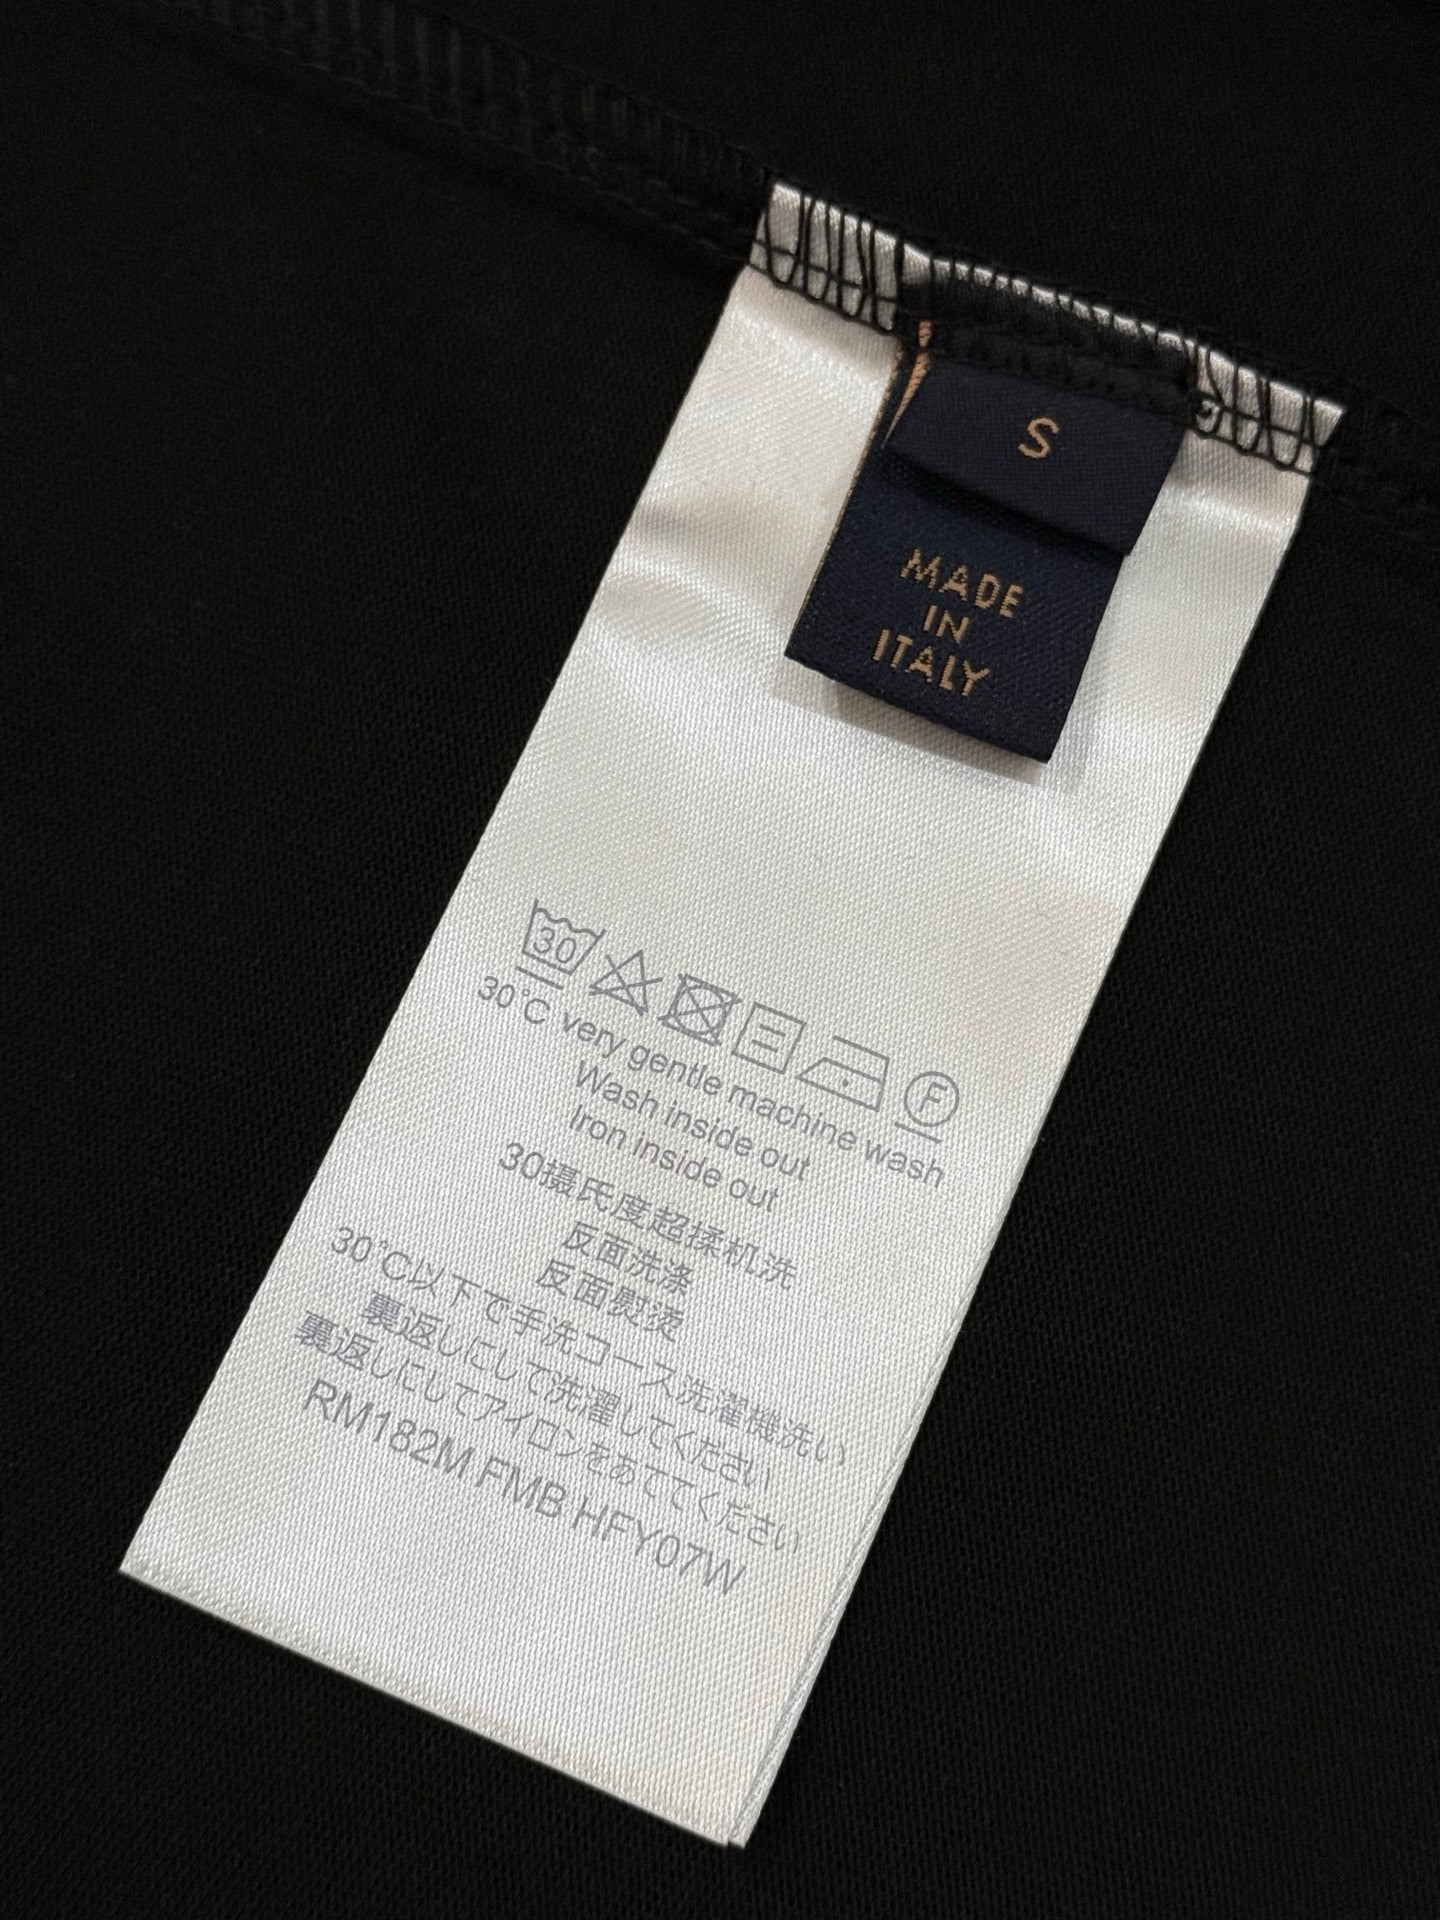 S
MADE
IN
ITALY
30
F
30°C very gentle machine wash
Wash inside out
Iron inside out
30摄氏度超揉机洗
反面洗涤
反面熨烫
30°C以下で手洗コース洗濯機洗い
裏返しにして洗濯してください
裏返しにしてアイロンをあててください
RM182M FMB HFY07W